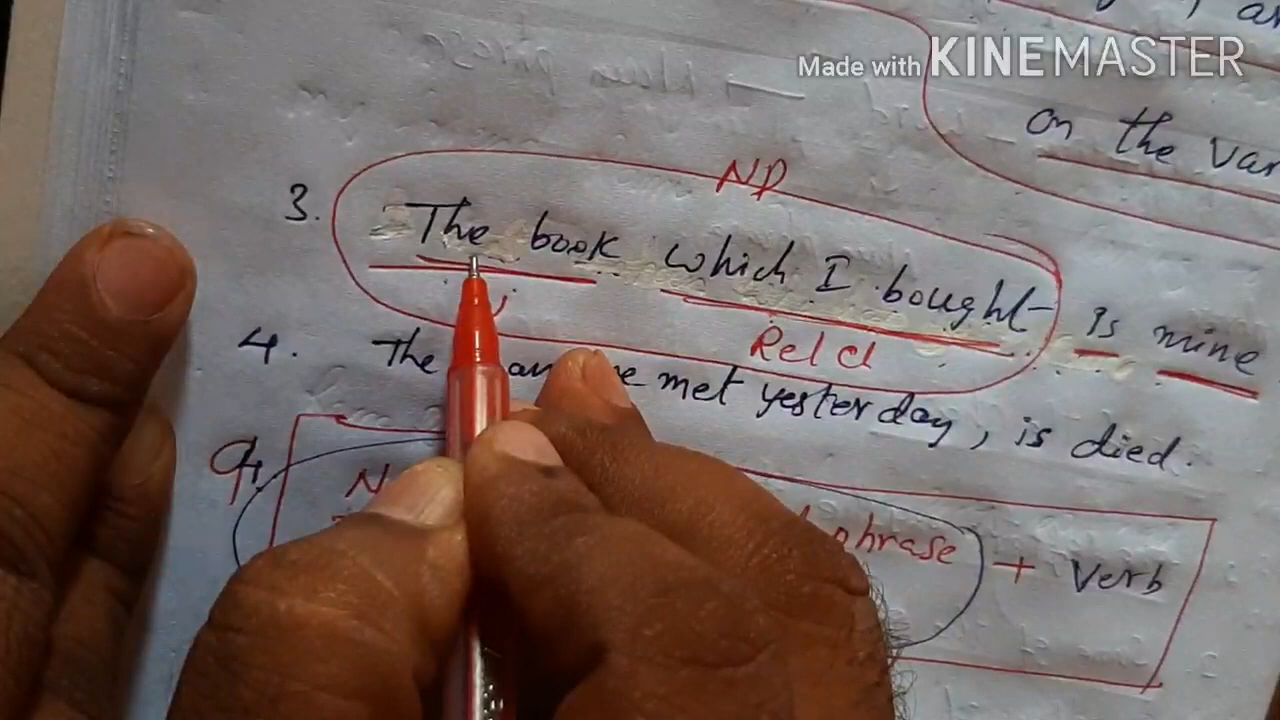 Made with KINEMASTER
on the Var
NP
3. The book which I bought is mine
Rel cl
4. The met yesterday, is died.
phrase + Verb